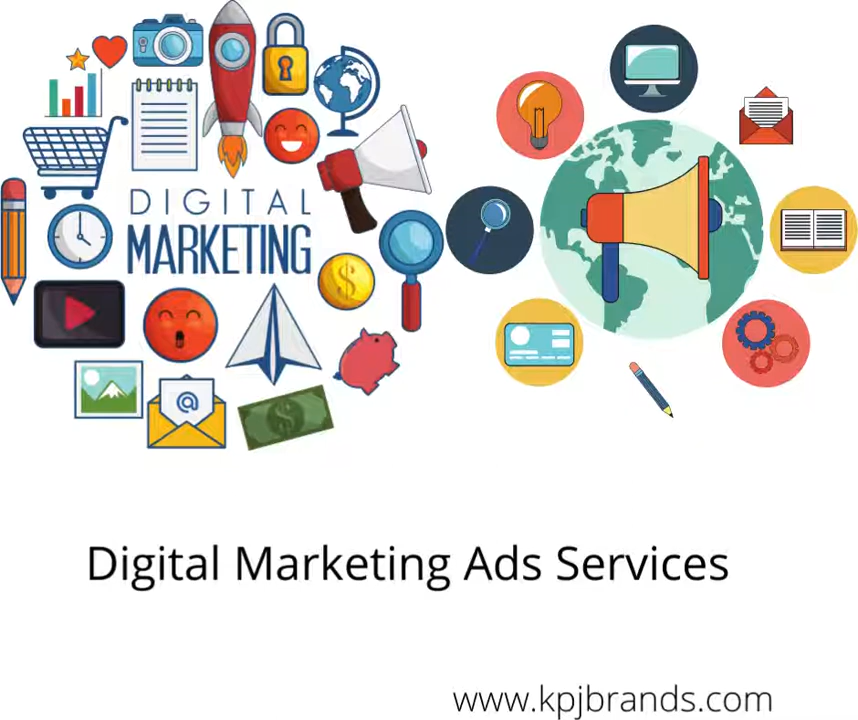 DIGITAL
MARKETING
Digital Marketing Ads Services
www.kpjbrands.com